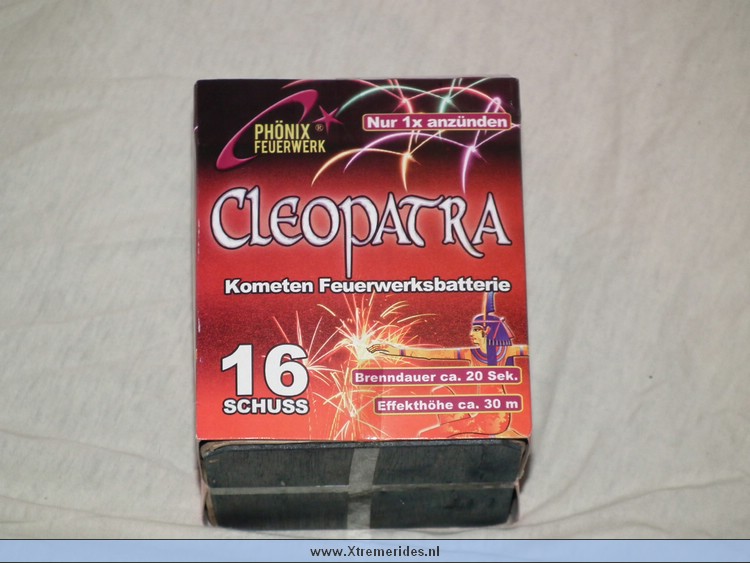 PHÖNIX ®
FEUERWERK
Nur 1x anzünden
CLEOPATRA
Kometen Feuerwerksbatterie
16
SCHUSS
Brenndauer ca. 20 Sek.
Effekthöhe ca. 30 m
www.Xtremerides.nl